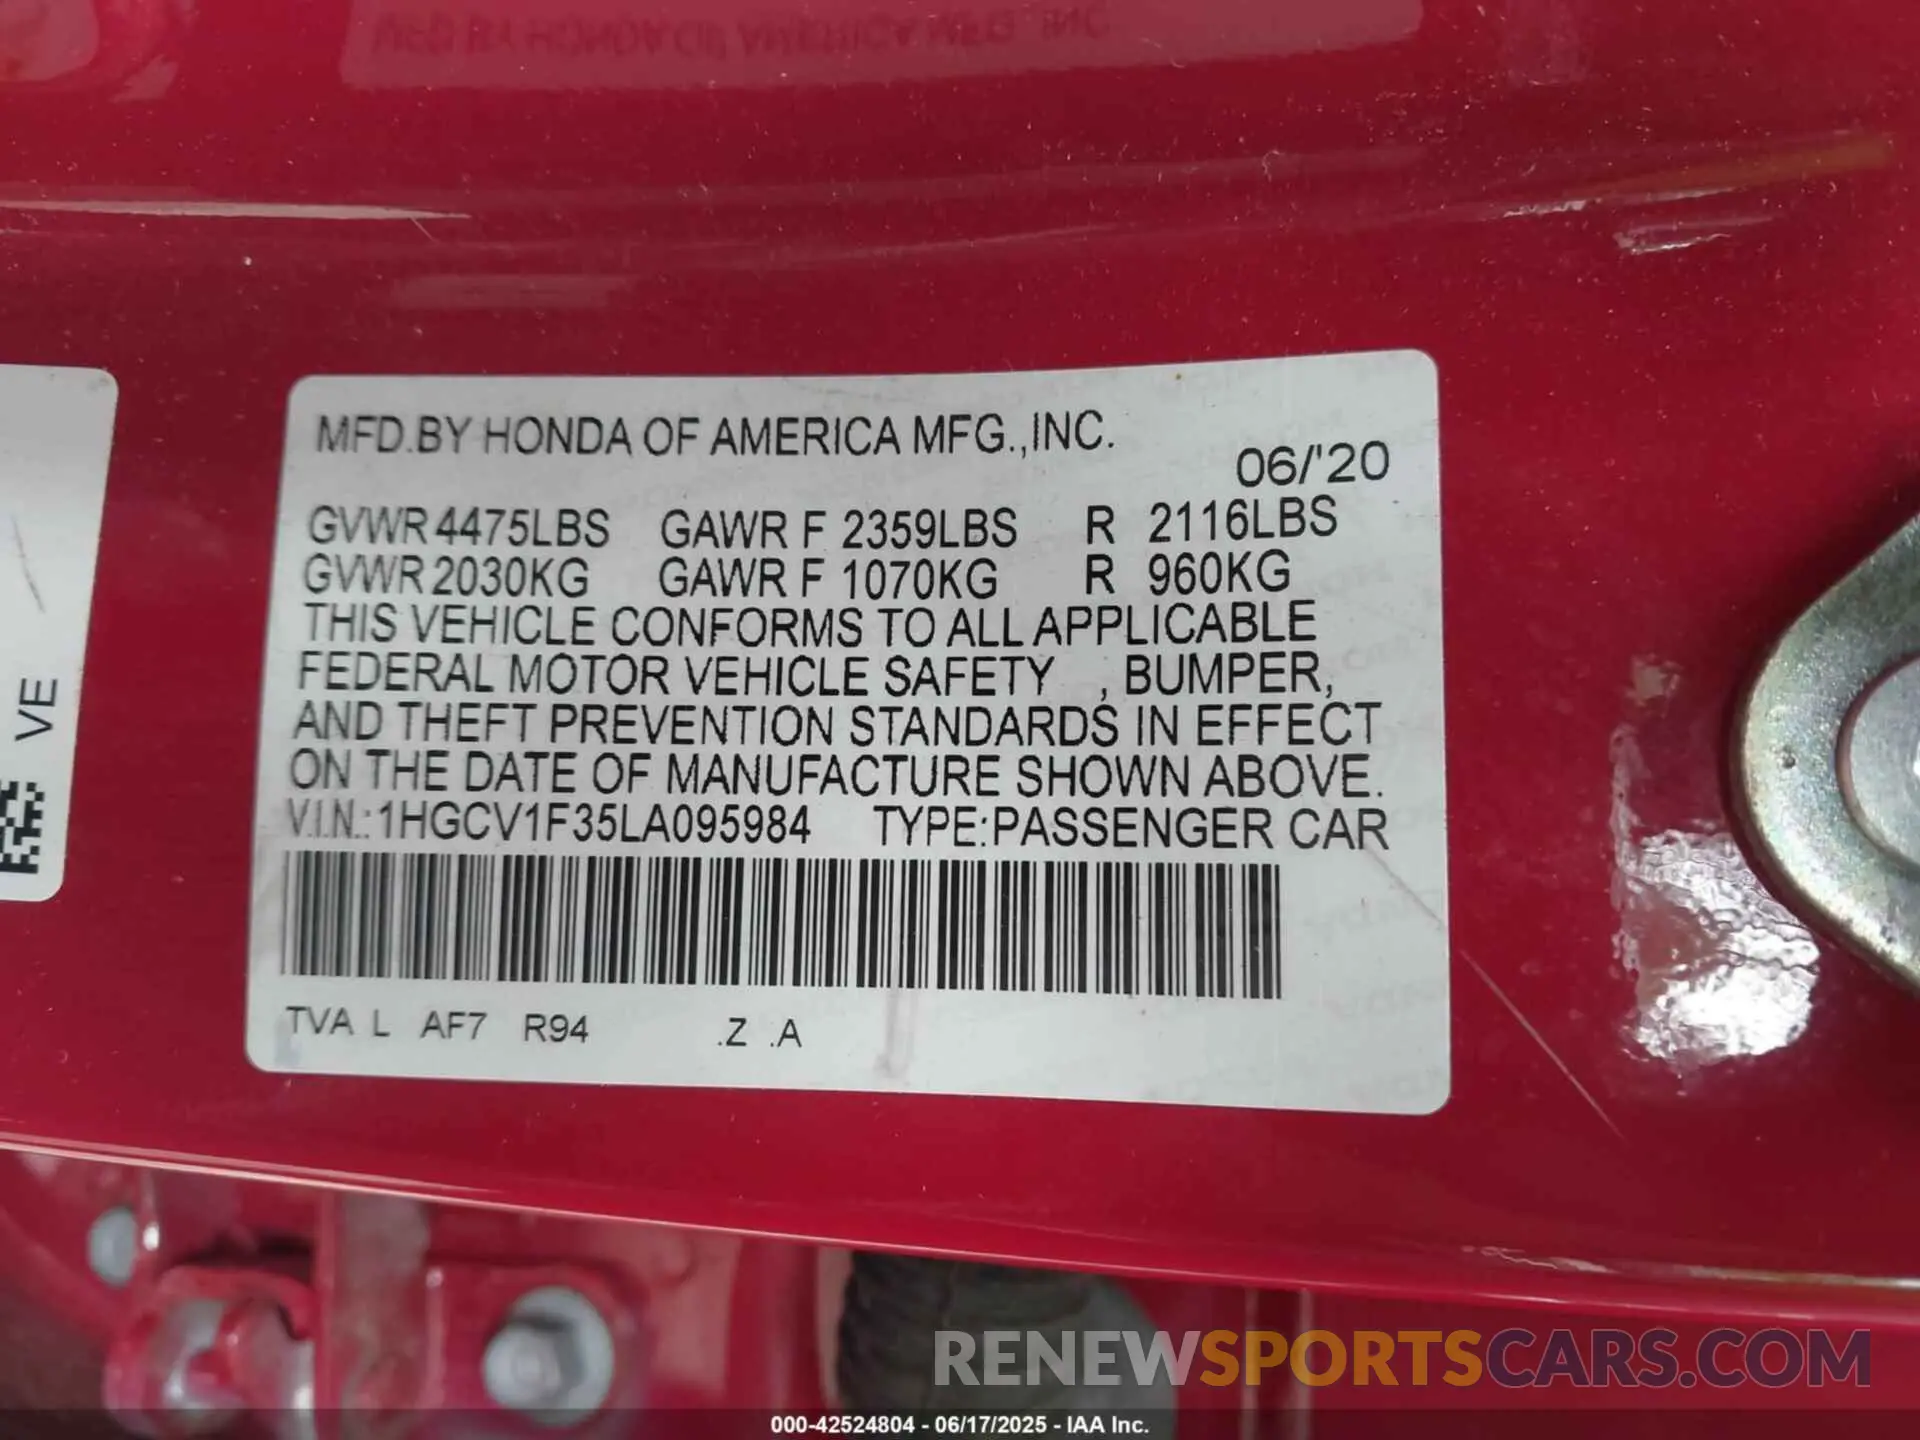 MFD.BY HONDA OF AMERICA MFG.,INC.
06/'20
GVWR 4475LBS GAWR F 2359LBS R 2116LBS
GVWR 2030KG GAWR F 1070KG R 960KG
THIS VEHICLE CONFORMS TO ALL APPLICABLE
FEDERAL MOTOR VEHICLE SAFETY , BUMPER,
AND THEFT PREVENTION STANDARDS IN EFFECT
ON THE DATE OF MANUFACTURE SHOWN ABOVE.
V.I.N.:1HGCV1F35LA095984 TYPE:PASSENGER CAR
TVA L AF7 R94 .Z .A
VE
RENEWSPORTSCARS.COM
000-42524804 - 06/17/2025 - IAA Inc.